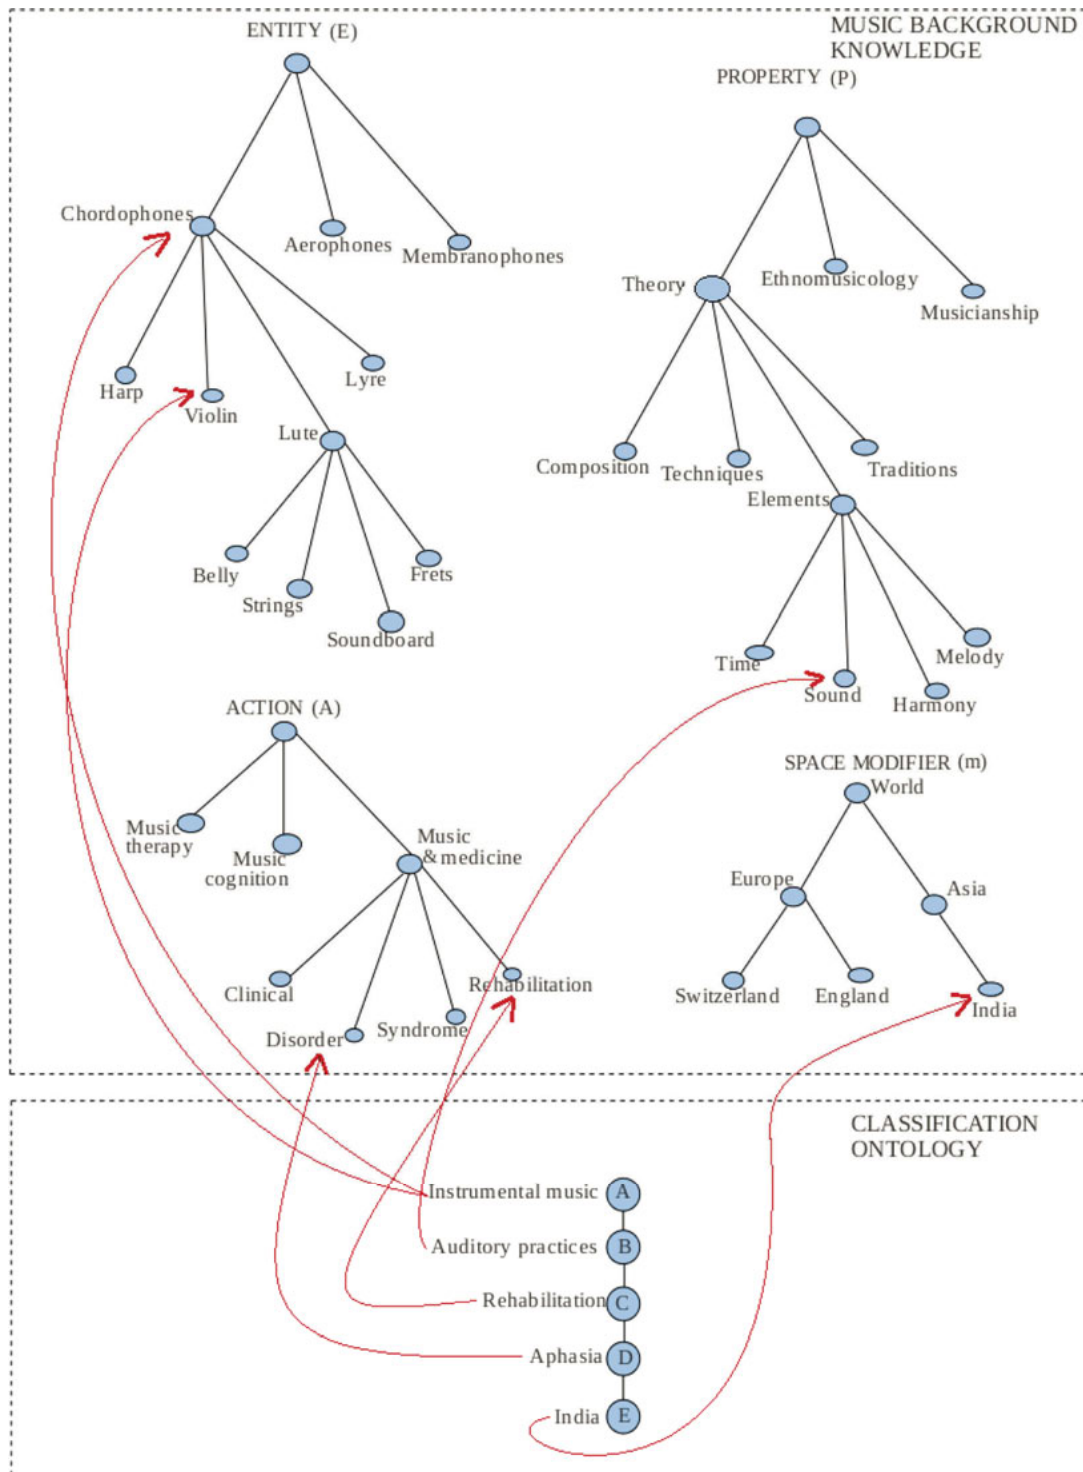 MUSIC BACKGROUND
KNOWLEDGE
ENTITY (E)
Chordophones
Aerophones
Membranophones
Harp
Violin
Lyre
Lute
Belly
Strings
Soundboard
Frets
PROPERTY (P)
Theory
Ethnomusicology
Musicianship
Composition
Techniques
Traditions
Elements
Time
Sound
Harmony
Melody
ACTION (A)
Music
therapy
Music
cognition
Music
& medicine
Clinical
Disorder
Syndrome
Rehabilitation
SPACE MODIFIER (m)
World
Europe
Asia
Switzerland
England
India
CLASSIFICATION
ONTOLOGY
Instrumental music A
Auditory practices B
Rehabilitation C
Aphasia D
India E